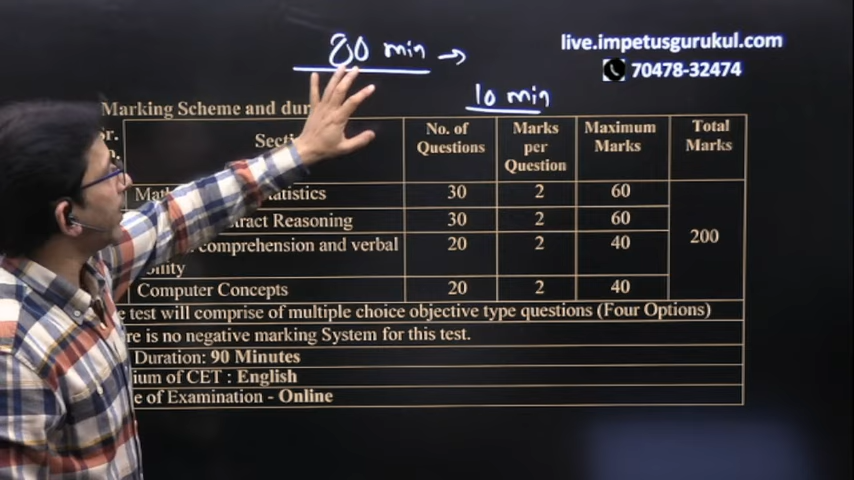 80 min →
live.impetusgurukul.com
70478-32474
10 min
Marking Scheme and dur
No. of Questions
Marks per Question
Maximum Marks
Total Marks
30 2 60
tract Reasoning 30 2 60
comprehension and verbal 20 2 40
Computer Concepts 20 2 40
200
test will comprise of multiple choice objective type questions (Four Options)
re is no negative marking System for this test.
Duration: 90 Minutes
ium of CET : English
e of Examination - Online